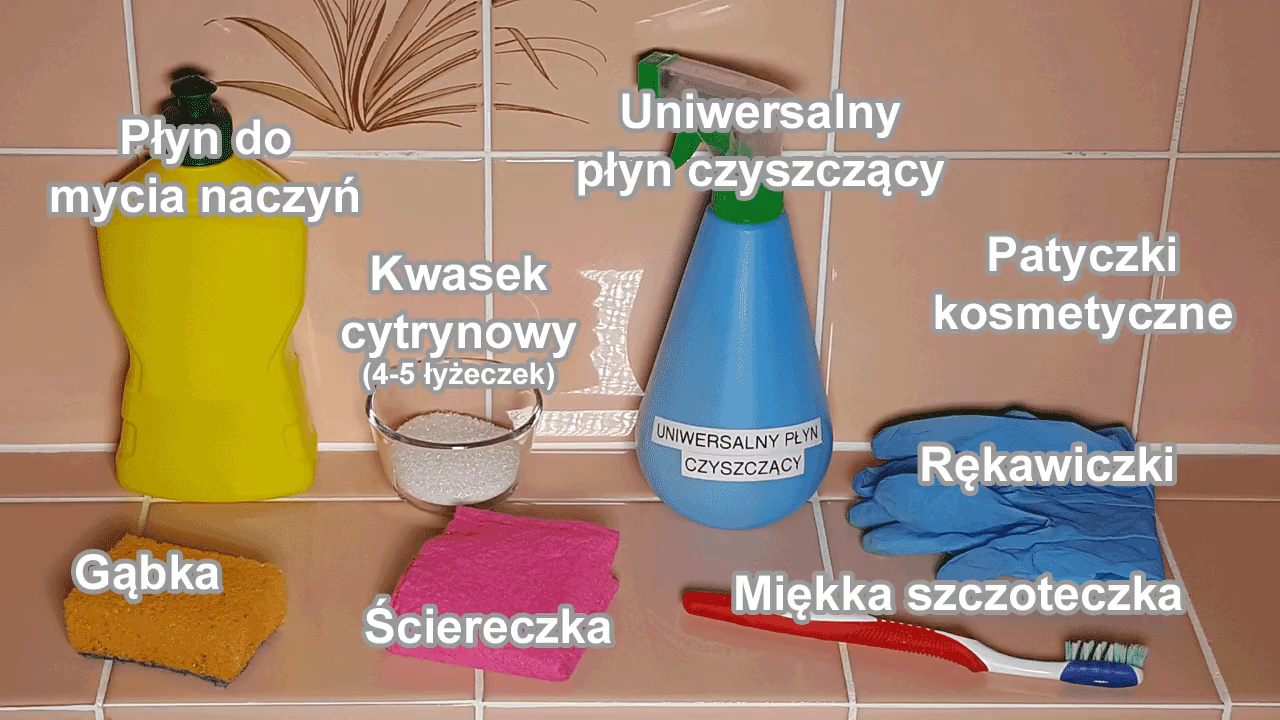 Płyn do
mycia naczyń
Uniwersalny
płyn czyszczący
Kwasek
cytrynowy
(4-5 łyżeczek)
Patyczki
kosmetyczne
UNIWERSALNY PŁYN
CZYSZCZĄCY
Rękawiczki
Gąbka
Ściereczka
Miękka szczoteczka